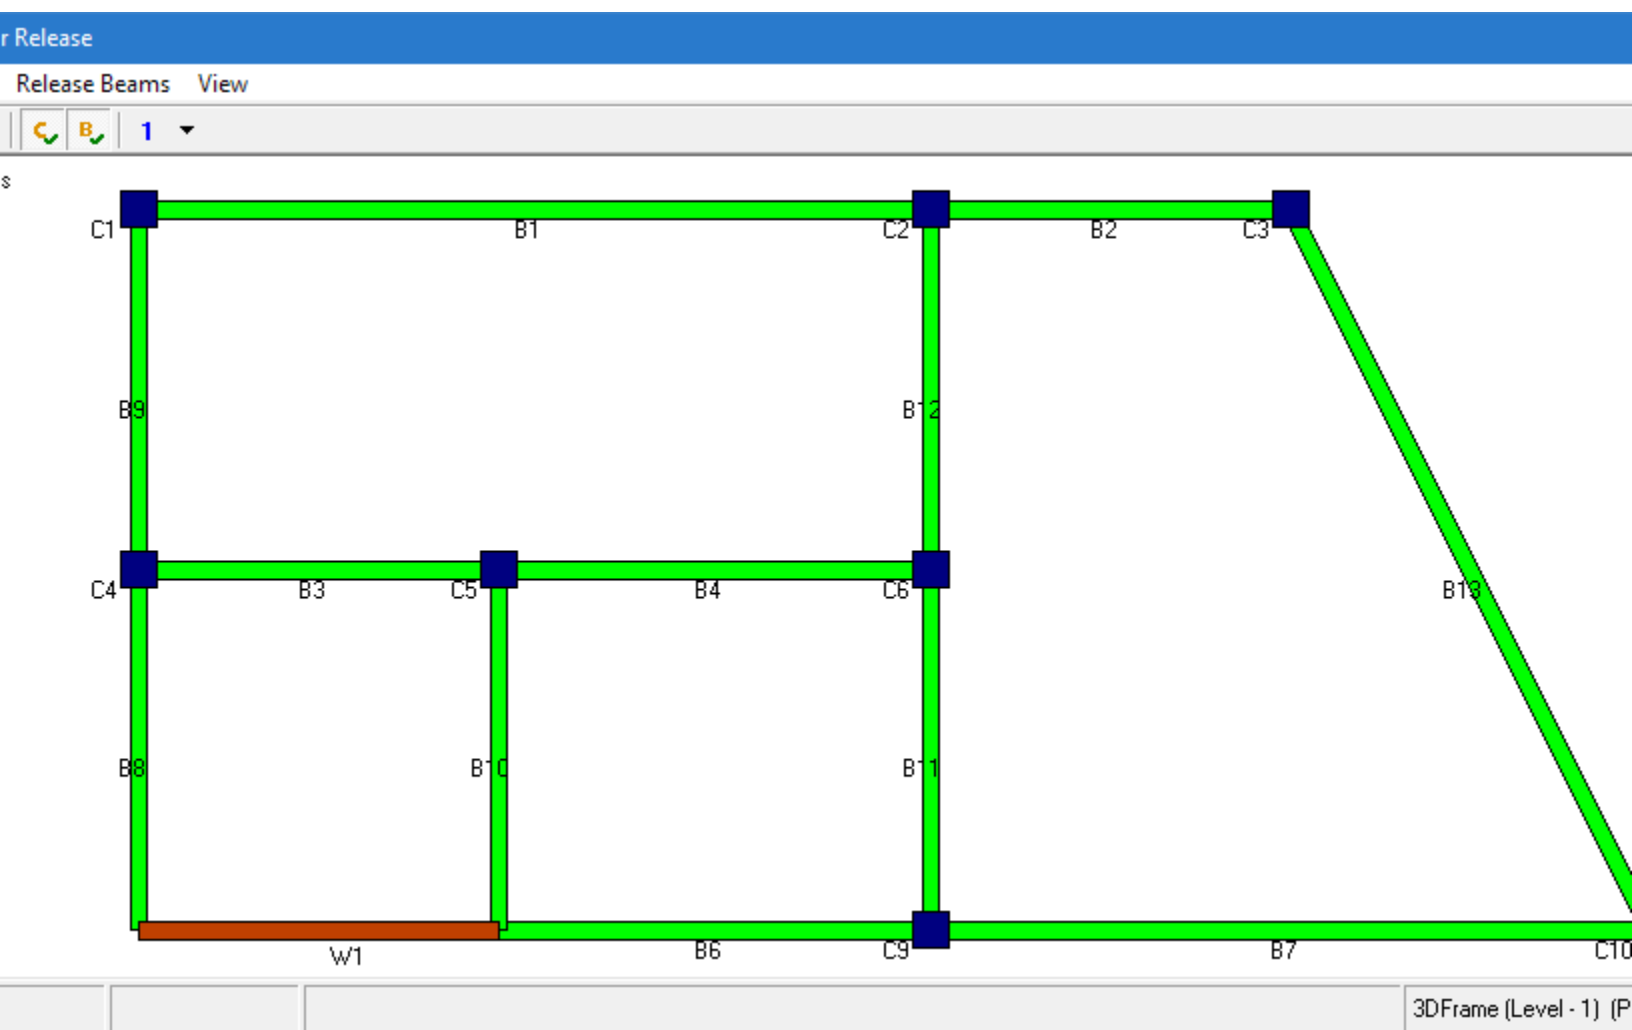 r Release
Release Beams View
C B 1
s
C1 B1 C2 B2 C3
B9 B12
C4 B3 C5 B4 C6 B13
B8 B10 B11
W1 B6 C9 B7 C10
3DFrame (Level - 1) (P